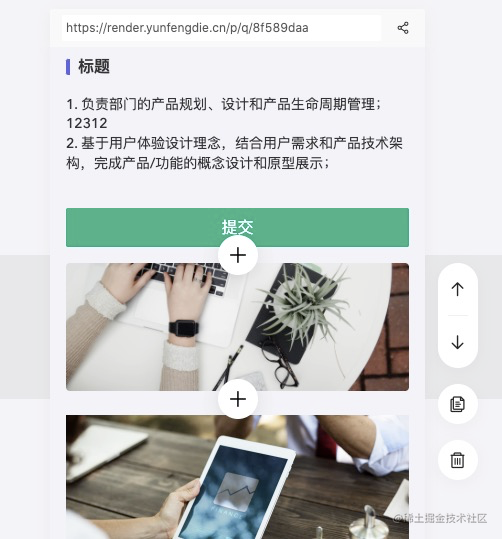 https://render.yunfengdie.cn/p/q/8f589daa
标题
1. 负责部门的产品规划、设计和产品生命周期管理；
12312
2. 基于用户体验设计理念，结合用户需求和产品技术架
构，完成产品/功能的概念设计和原型展示；
提交
@稀土掘金技术社区